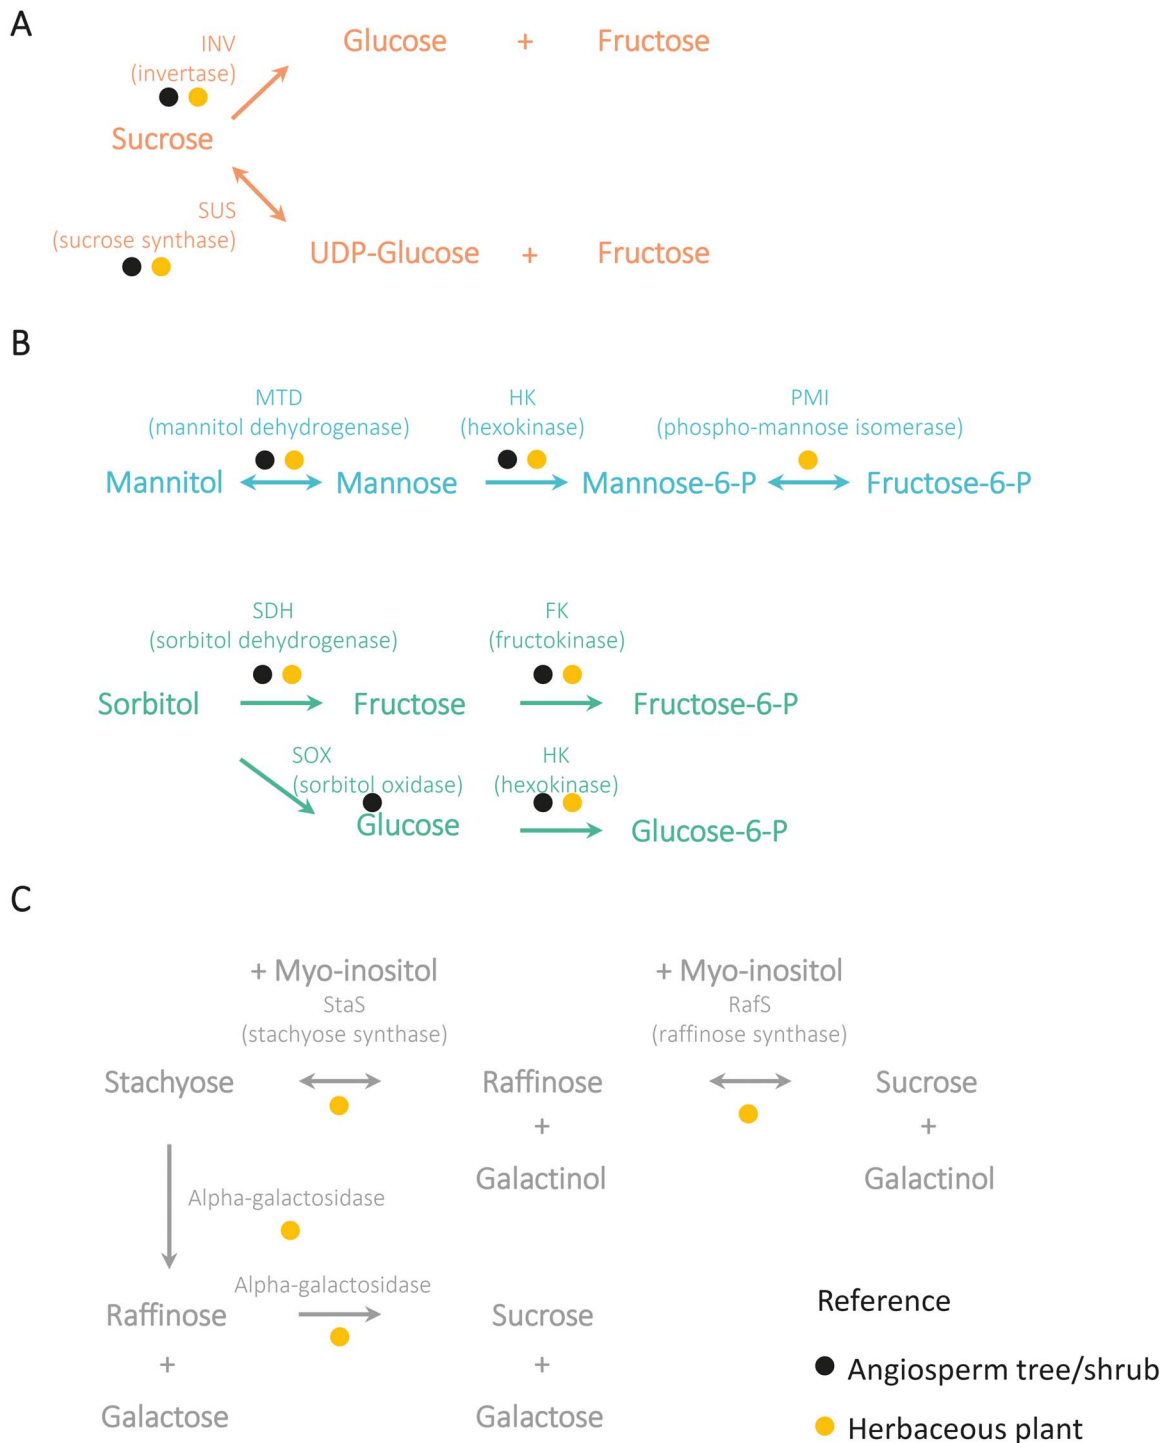 A
INV
(invertase)
Glucose + Fructose
Sucrose
SUS
(sucrose synthase)
UDP-Glucose + Fructose
B
MTD
(mannitol dehydrogenase)
HK
(hexokinase)
PMI
(phospho-mannose isomerase)
Mannitol Mannose Mannose-6-P Fructose-6-P
SDH
(sorbitol dehydrogenase)
FK
(fructokinase)
Sorbitol Fructose Fructose-6-P
SOX
(sorbitol oxidase)
HK
(hexokinase)
Glucose Glucose-6-P
C
+ Myo-inositol
StaS
(stachyose synthase)
+ Myo-inositol
RafS
(raffinose synthase)
Stachyose Raffinose Sucrose
+ +
Galactinol Galactinol
Alpha-galactosidase
Alpha-galactosidase
Raffinose Sucrose
+ +
Galactose Galactose
Reference
Angiosperm tree/shrub
Herbaceous plant